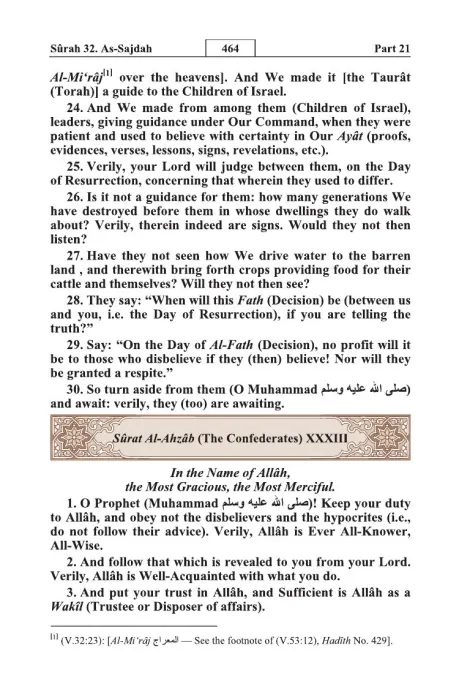 Sûrah 32. As-Sajdah 464 Part 21
Al-Mi‘râj[1] over the heavens]. And We made it [the Taurât
(Torah)] a guide to the Children of Israel.
24. And We made from among them (Children of Israel),
leaders, giving guidance under Our Command, when they were
patient and used to believe with certainty in Our Ayât (proofs,
evidences, verses, lessons, signs, revelations, etc.).
25. Verily, your Lord will judge between them, on the Day
of Resurrection, concerning that wherein they used to differ.
26. Is it not a guidance for them: how many generations We
have destroyed before them in whose dwellings they do walk
about? Verily, therein indeed are signs. Would they not then
listen?
27. Have they not seen how We drive water to the barren
land , and therewith bring forth crops providing food for their
cattle and themselves? Will they not then see?
28. They say: “When will this Fath (Decision) be (between us
and you, i.e. the Day of Resurrection), if you are telling the
truth?”
29. Say: “On the Day of Al-Fath (Decision), no profit will it
be to those who disbelieve if they (then) believe! Nor will they
be granted a respite.”
30. So turn aside from them (O Muhammad صلى الله عليه وسلم)
and await: verily, they (too) are awaiting.
Sûrat Al-Ahzâb (The Confederates) XXXIII
In the Name of Allâh,
the Most Gracious, the Most Merciful.
1. O Prophet (Muhammad صلى الله عليه وسلم)! Keep your duty
to Allâh, and obey not the disbelievers and the hypocrites (i.e.,
do not follow their advice). Verily, Allâh is Ever All-Knower,
All-Wise.
2. And follow that which is revealed to you from your Lord.
Verily, Allâh is Well-Acquainted with what you do.
3. And put your trust in Allâh, and Sufficient is Allâh as a
Wakîl (Trustee or Disposer of affairs).
[1] (V.32:23): [Al-Mi‘râj المعراج — See the footnote of (V.53:12), Hadîth No. 429].